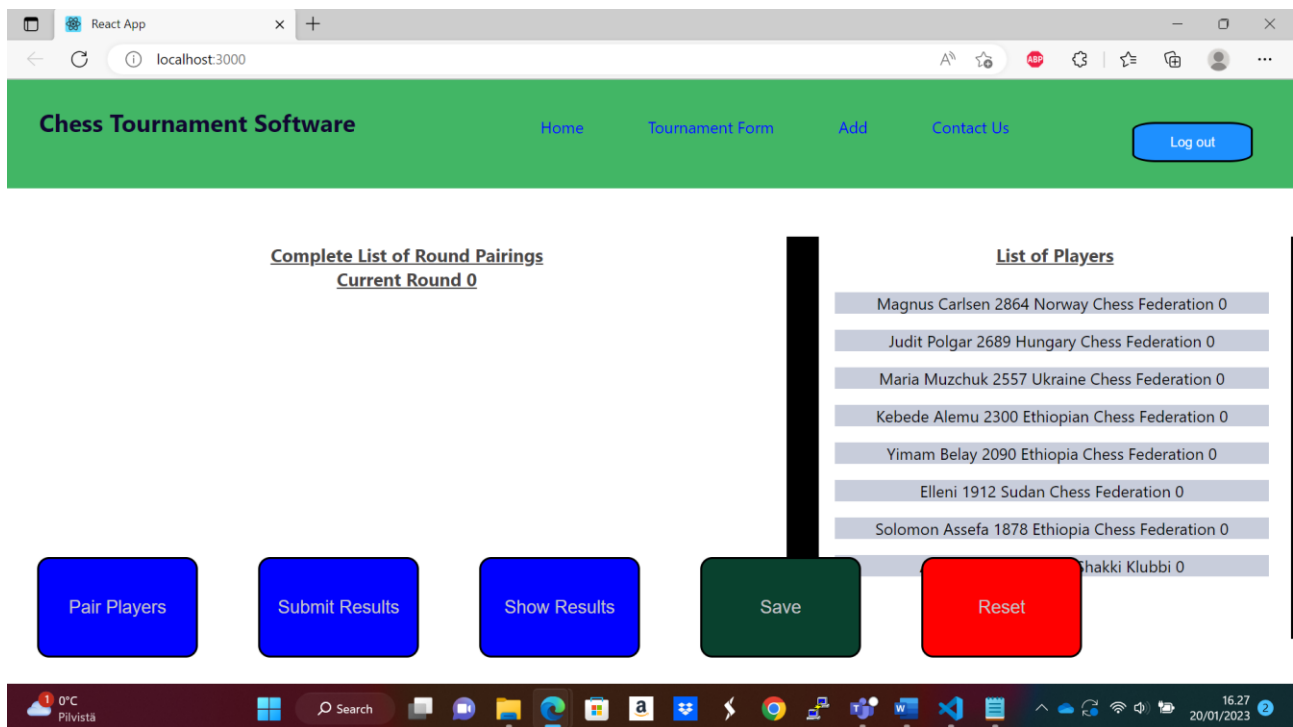 React App
localhost:3000
ABP
Chess Tournament Software
Home Tournament Form Add Contact Us
Log out
Complete List of Round Pairings
Current Round 0
List of Players
Magnus Carlsen 2864 Norway Chess Federation 0
Judit Polgar 2689 Hungary Chess Federation 0
Maria Muzchuk 2557 Ukraine Chess Federation 0
Kebede Alemu 2300 Ethiopian Chess Federation 0
Yimam Belay 2090 Ethiopia Chess Federation 0
Elleni 1912 Sudan Chess Federation 0
Solomon Assefa 1878 Ethiopia Chess Federation 0
Shakki Klubbi 0
Pair Players
Submit Results
Show Results
Save
Reset
1
0°C
Pilvistä
Search
a
16.27
20/01/2023
2